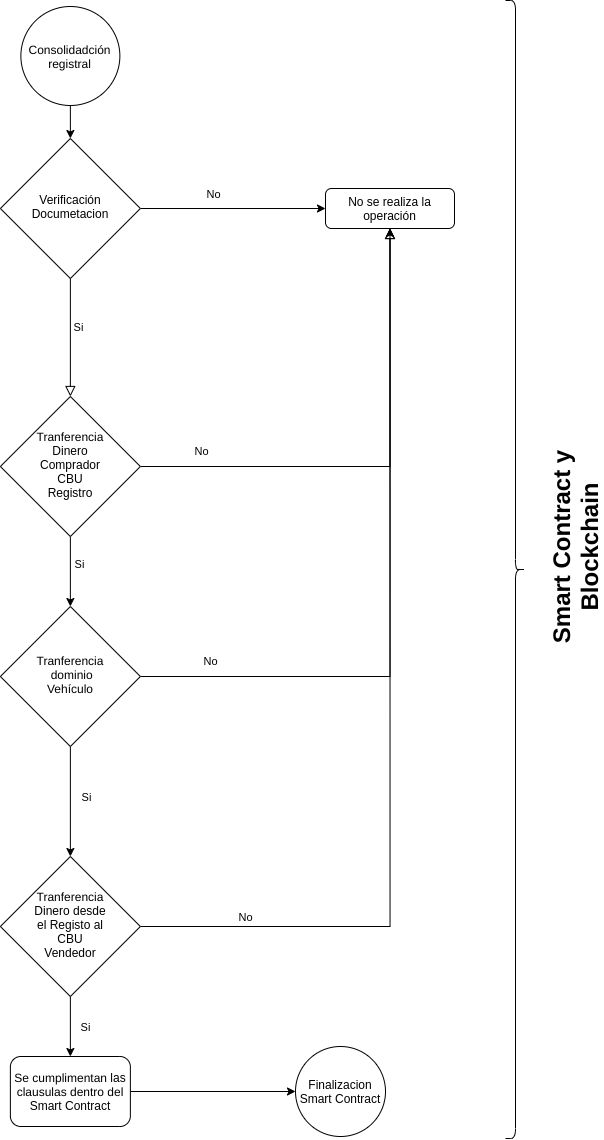 Consolidadción
registral
Verificación
Documetacion
No
No se realiza la
operación
Si
Tranferencia
Dinero
Comprador
CBU
Registro
No
Si
Tranferencia
dominio
Vehículo
No
Si
Tranferencia
Dinero desde
el Registo al
CBU
Vendedor
No
Si
Se cumplimentan las
clausulas dentro del
Smart Contract
Finalizacion
Smart Contract
Smart Contract y
Blockchain